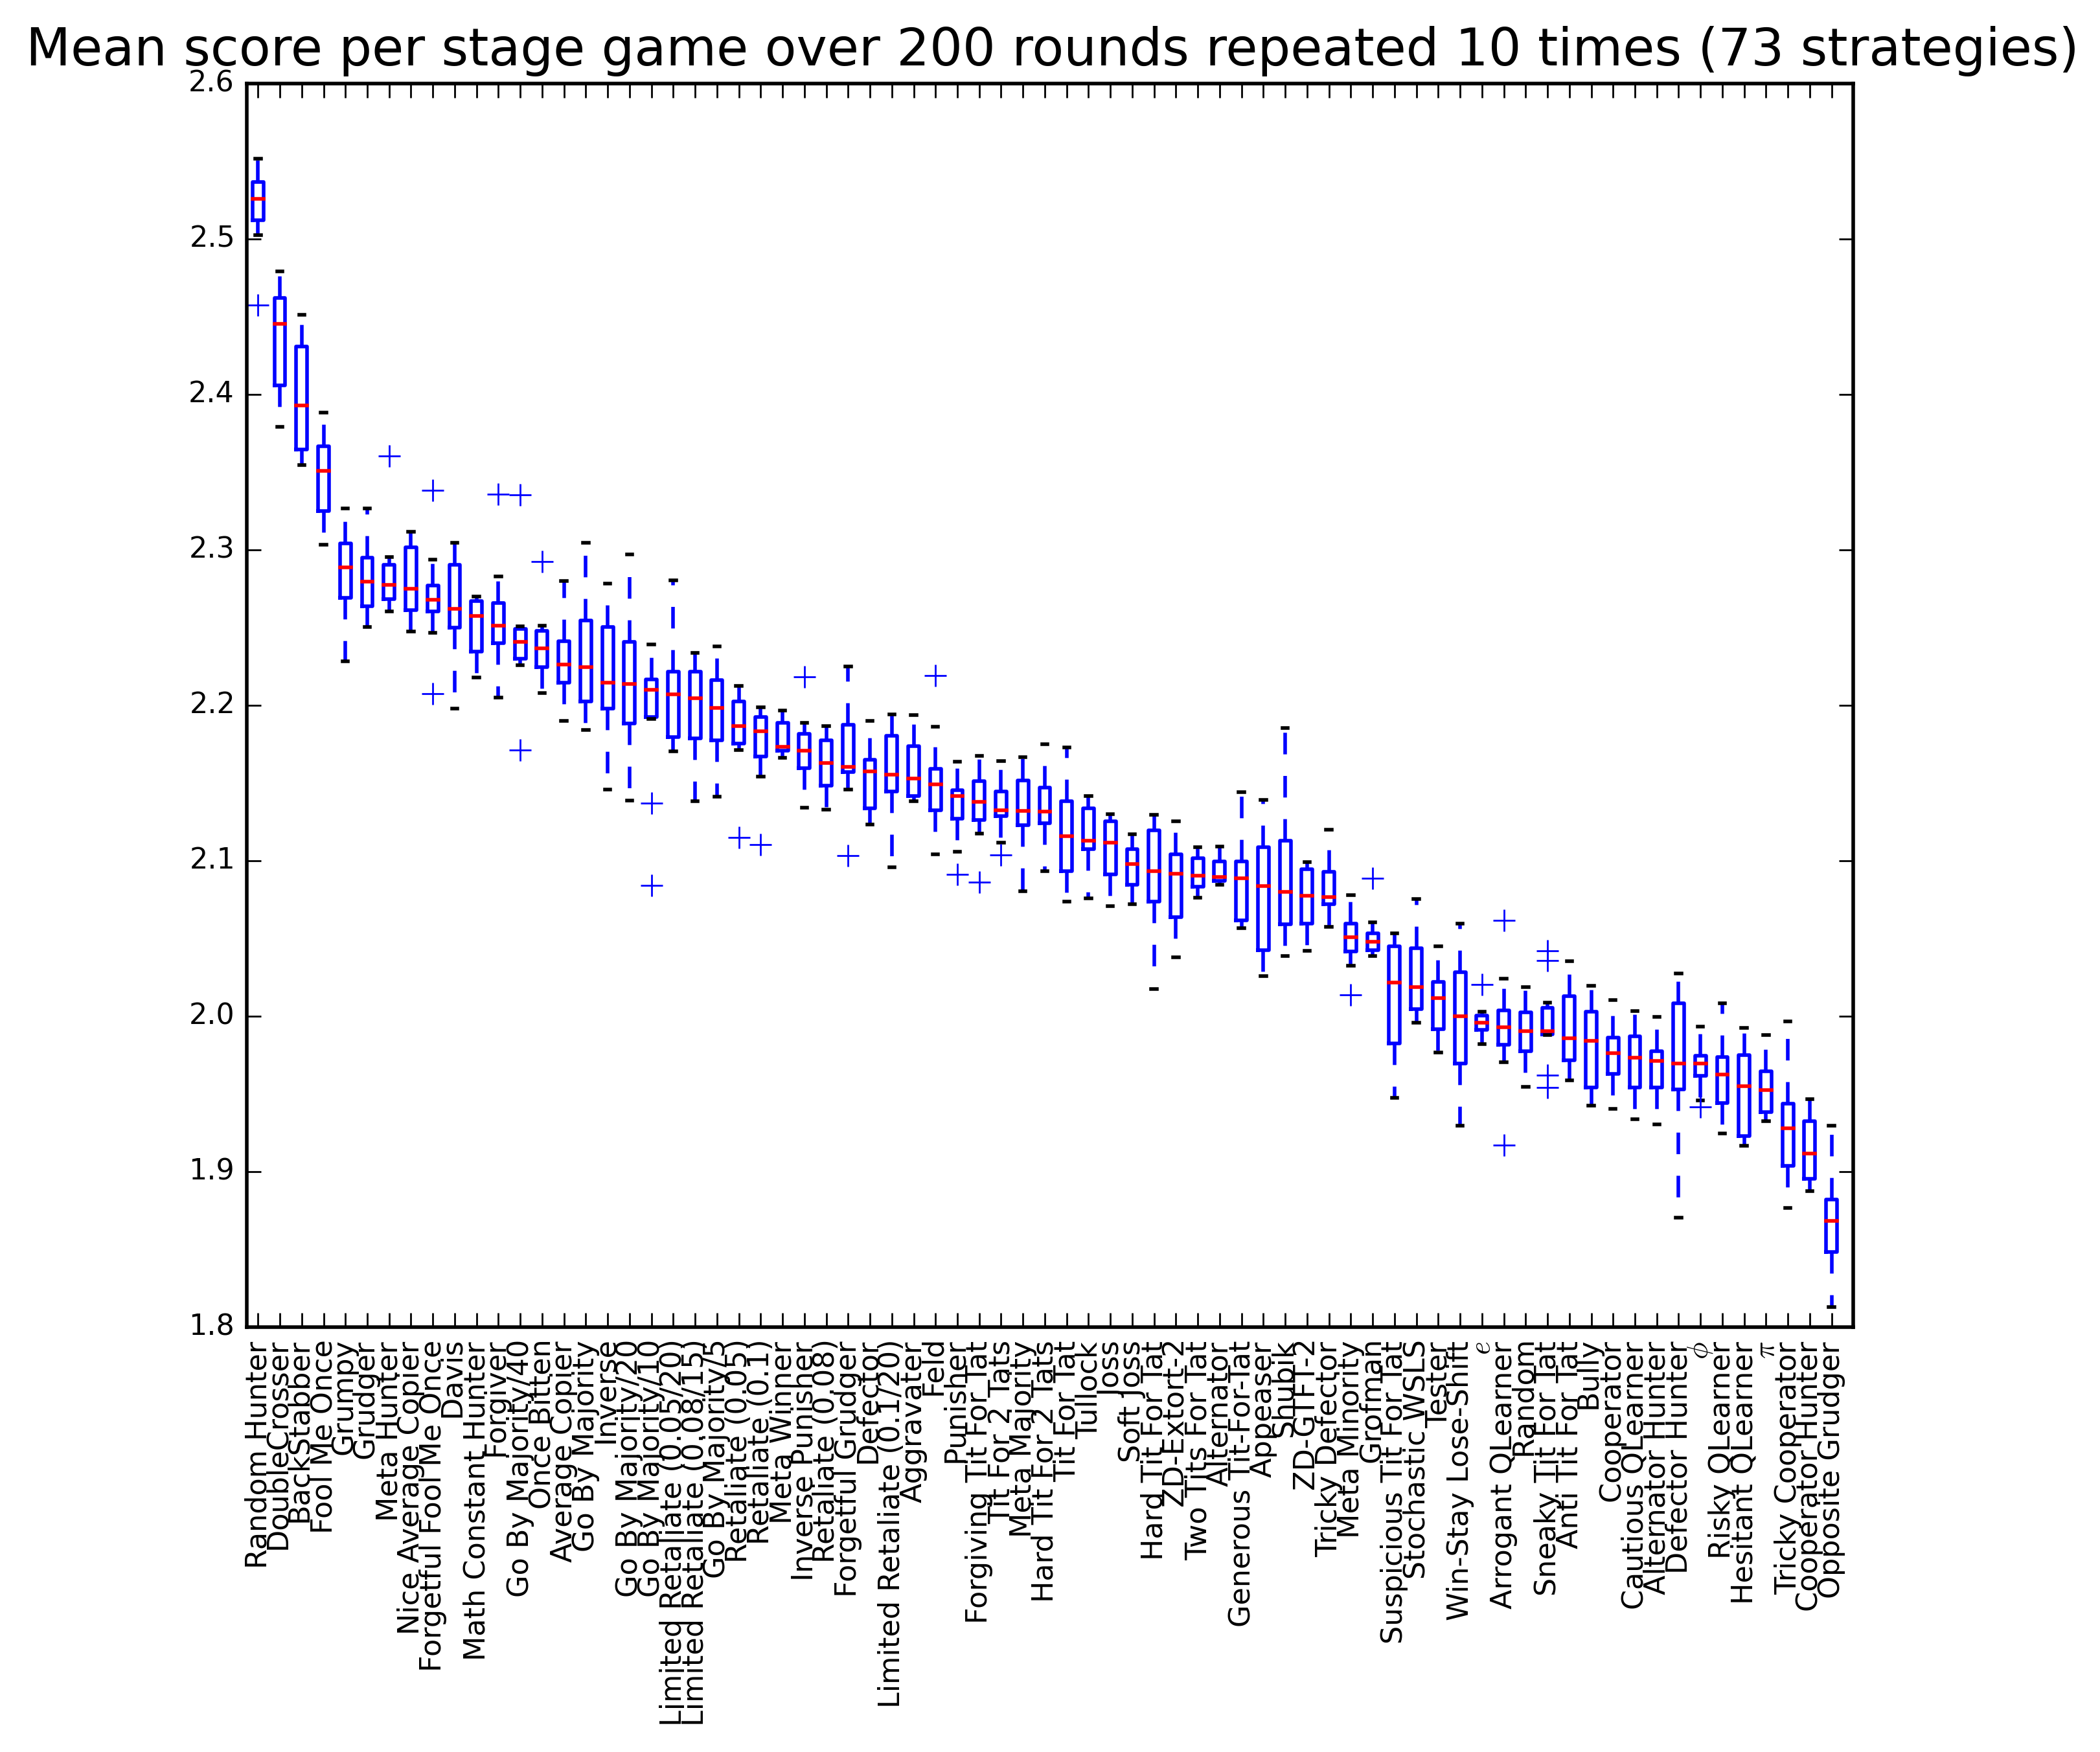 Mean score per stage game over 200 rounds repeated 10 times (73 strategies)
2.6
2.5
2.4
2.3
2.2
2.1
2.0
1.9
1.8
Random Hunter
DoubleCrosser
BackStabber
Fool Me Once
Grumpy
Grudger
Meta Hunter
Nice Average Copier
Forgetful Fool Me Once
Davis
Math Constant Hunter
Forgiver
Go By Majority/40
Once Bitten
Average Copier
Go By Majority
Inverse
Go By Majority/20
Go By Majority/10
Limited Retaliate (0.05/20)
Limited Retaliate (0.08/15)
Go By Majority/5
Retaliate (0.05)
Retaliate (0.1)
Meta Winner
Inverse Punisher
Retaliate (0.08)
Forgetful Grudger
Defector
Limited Retaliate (0.1/20)
Aggravater
Feld
Punisher
Forgiving Tit For Tat
Tit For 2 Tats
Meta Majority
Hard Tit For 2 Tats
Tit For Tat
Tullock
Joss
Soft Joss
Hard Tit For Tat
ZD-Extort-2
Two Tits For Tat
Alternator
Generous Tit-For-Tat
Appeaser
Shubik
ZD-GTFT-2
Tricky Defector
Meta Minority
Grofman
Suspicious Tit For Tat
Stochastic WSLS
Tester
Win-Stay Lose-Shift
e
Arrogant QLearner
Random
Sneaky Tit For Tat
Anti Tit For Tat
Bully
Cooperator
Cautious QLearner
Alternator Hunter
Defector Hunter
ϕ
Risky QLearner
Hesitant QLearner
π
Tricky Cooperator
Cooperator Hunter
Opposite Grudger